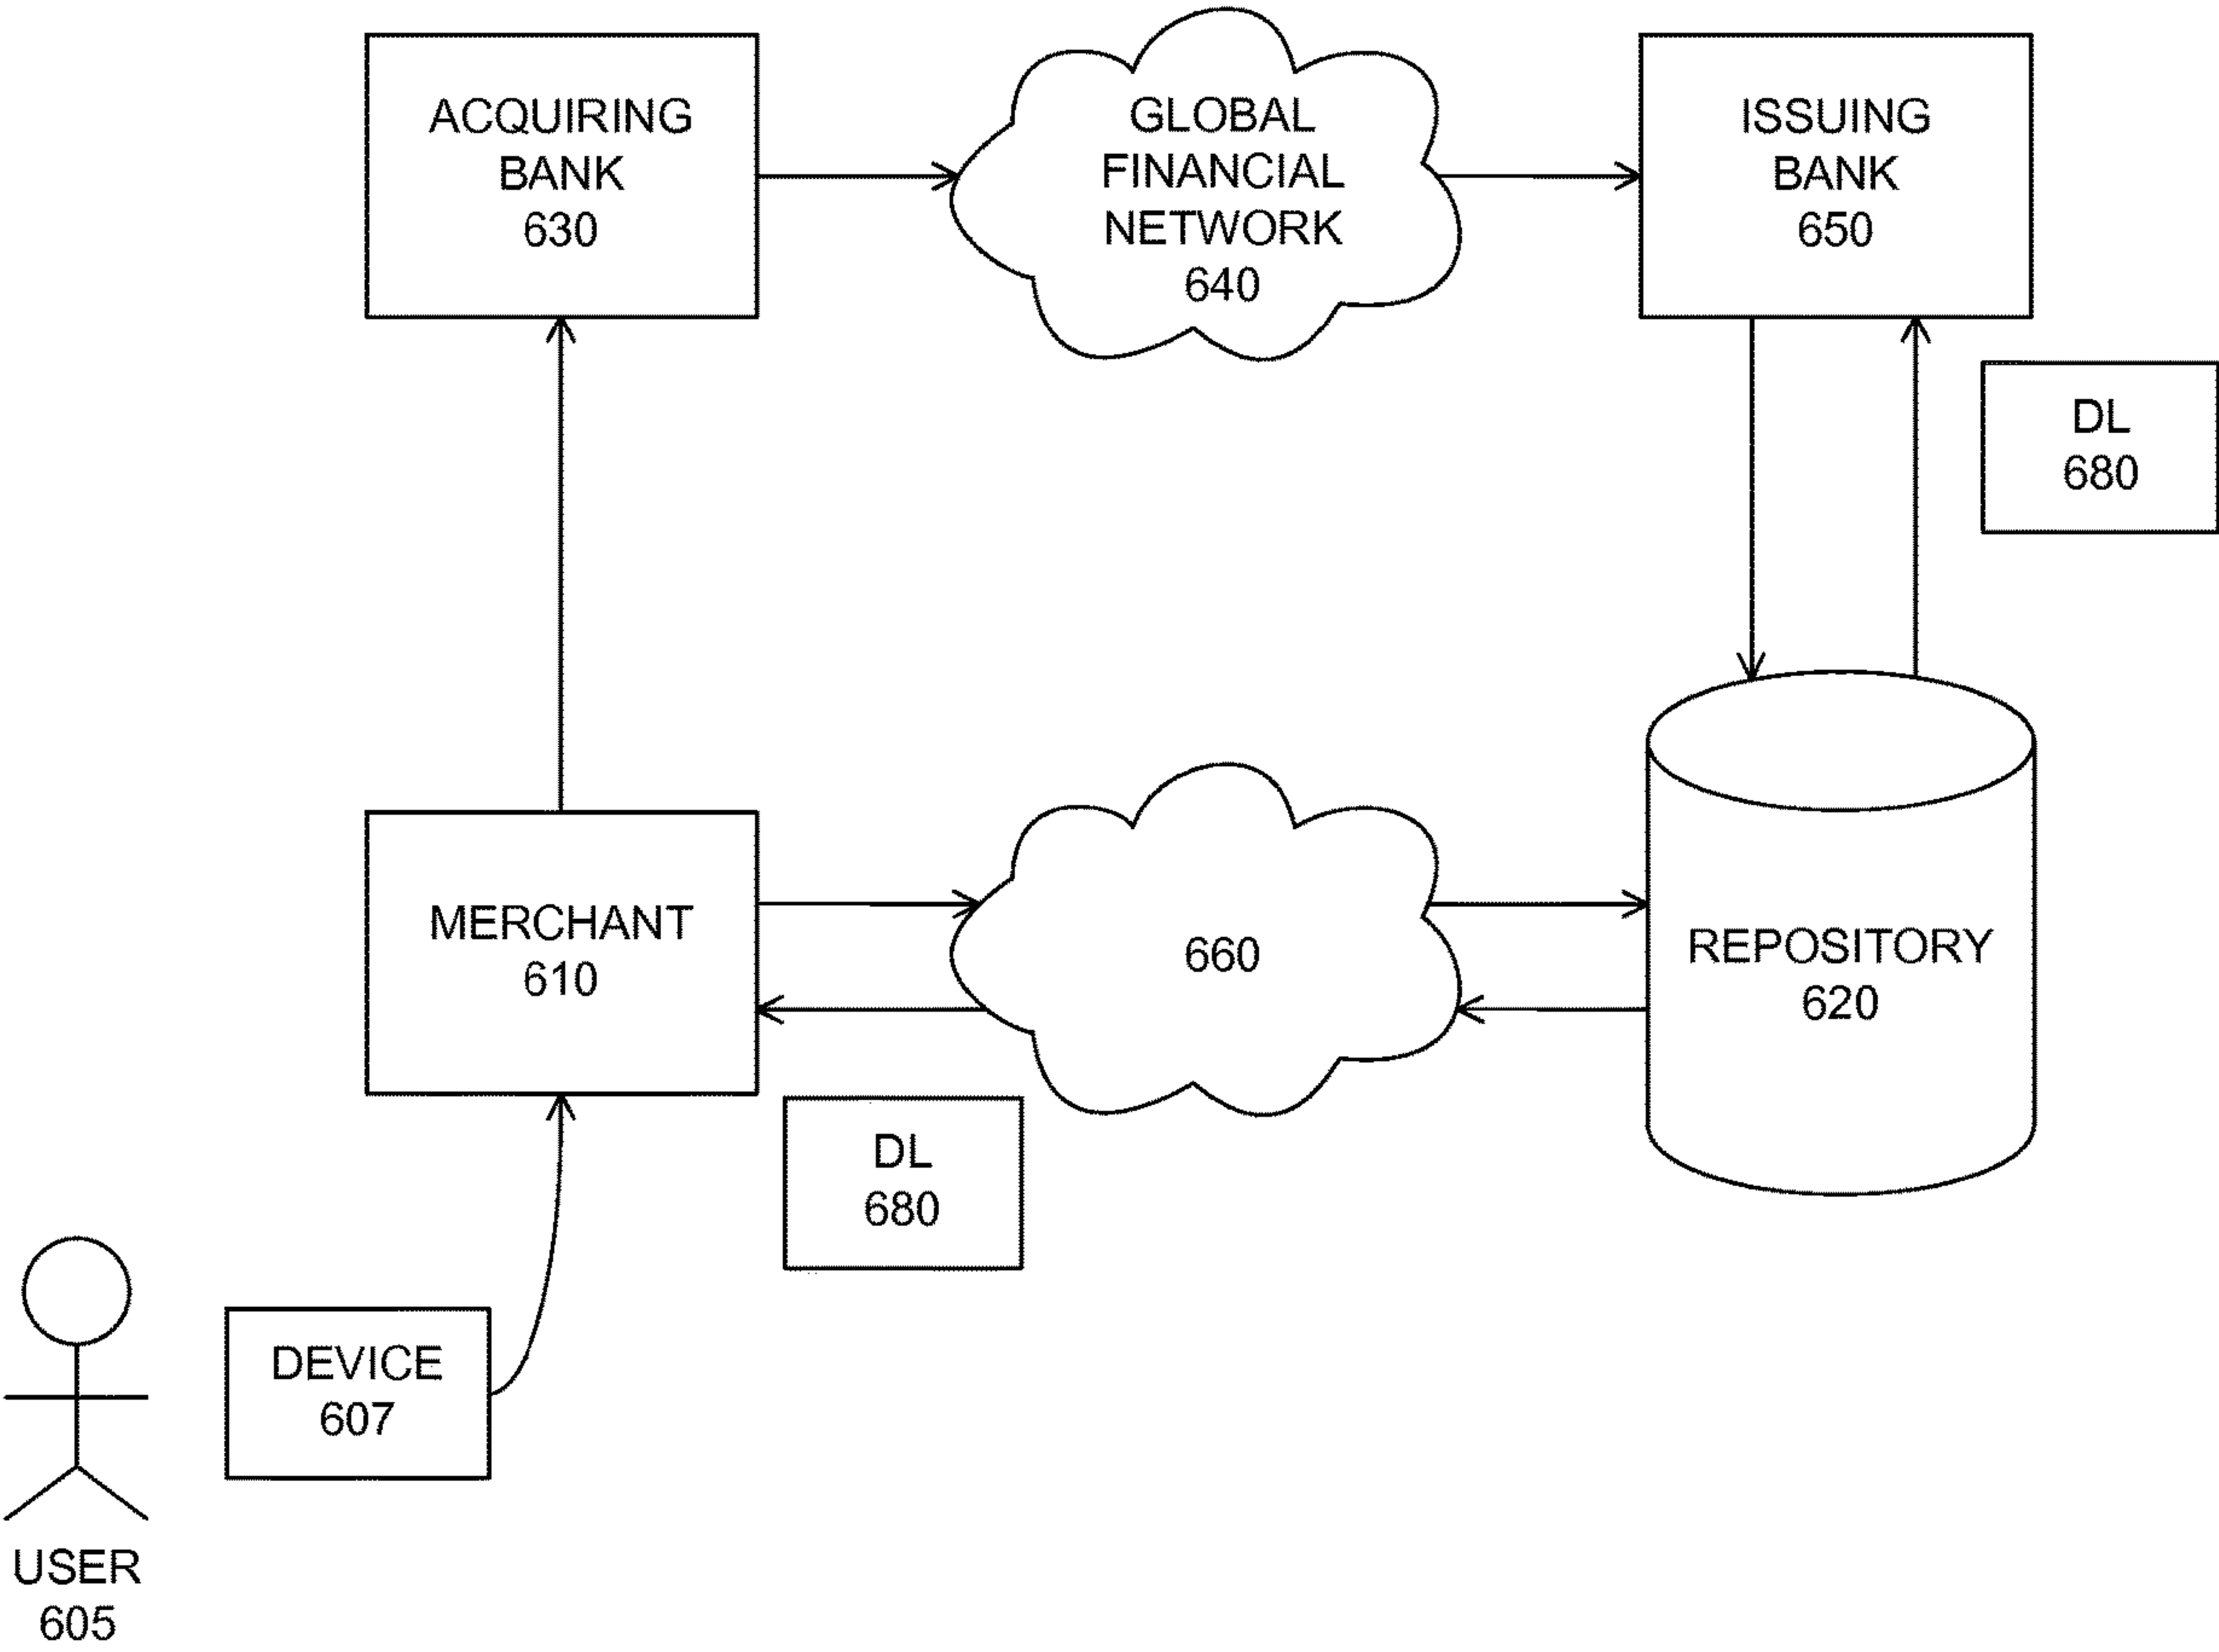 ACQUIRING
BANK
630
GLOBAL
FINANCIAL
NETWORK
640
ISSUING
BANK
650
DL
680
MERCHANT
610
660
REPOSITORY
620
DL
680
DEVICE
607
USER
605